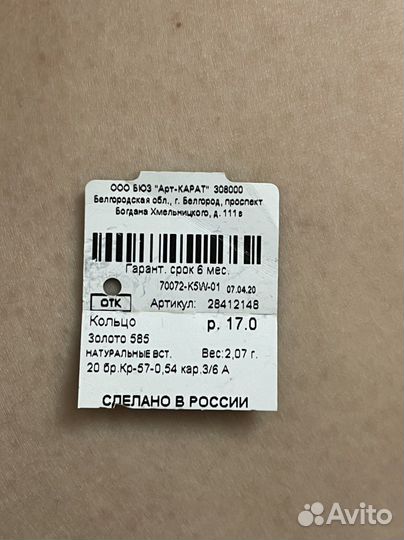 ООО БЮЗ "Арт-КАРАТ" 308000
Белгородская обл., г. Белгород, проспект
Богдана Хмельницкого, д. 111в
Гарант. срок 6 мес.
70072-K5W-01 07.04.20
ОТК Артикул: 28412148
Кольцо р. 17.0
Золото 585
НАТУРАЛЬНЫЕ ВСТ. Вес:2,07 г.
20 бр.Кр-57-0,54 кар.3/6 А
СДЕЛАНО В РОССИИ
Avito